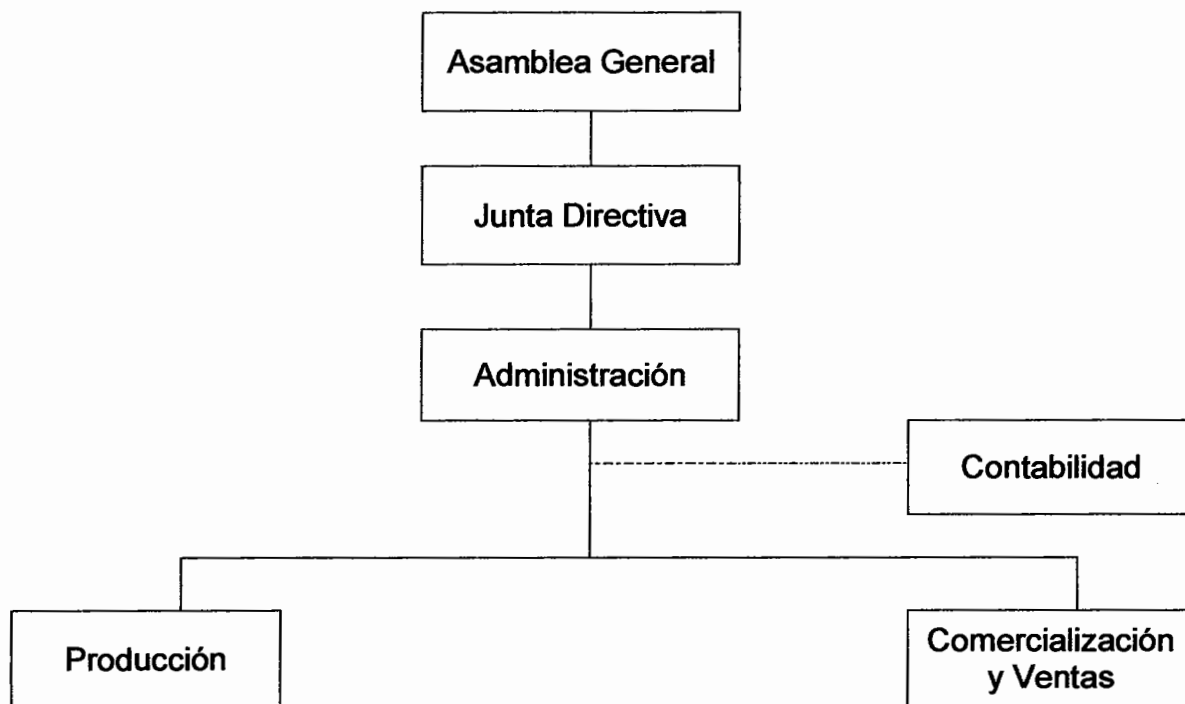 Asamblea General
Junta Directiva
Administración
Contabilidad
Producción
Comercialización
y Ventas